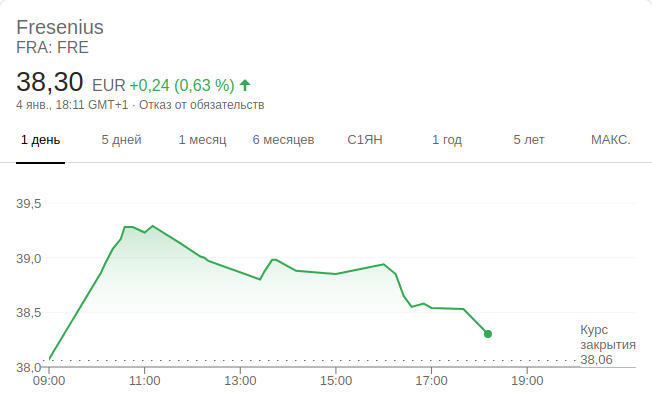 Fresenius
FRA: FRE
38,30 EUR +0,24 (0,63 %)
4 янв., 18:11 GMT+1 · Отказ от обязательств
1 день 5 дней 1 месяц 6 месяцев С1ЯН 1 год 5 лет МАКС.
39,5
39,0
38,5
38,0
Курс
закрытия
38,06
09:00 11:00 13:00 15:00 17:00 19:00